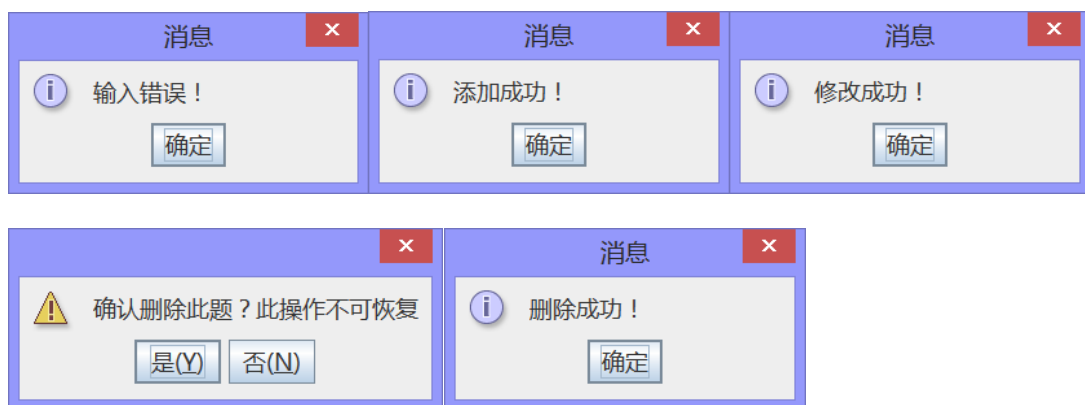 消息
输入错误！
确定
消息
添加成功！
确定
消息
修改成功！
确定
确认删除此题？此操作不可恢复
是(Y) 否(N)
消息
删除成功！
确定